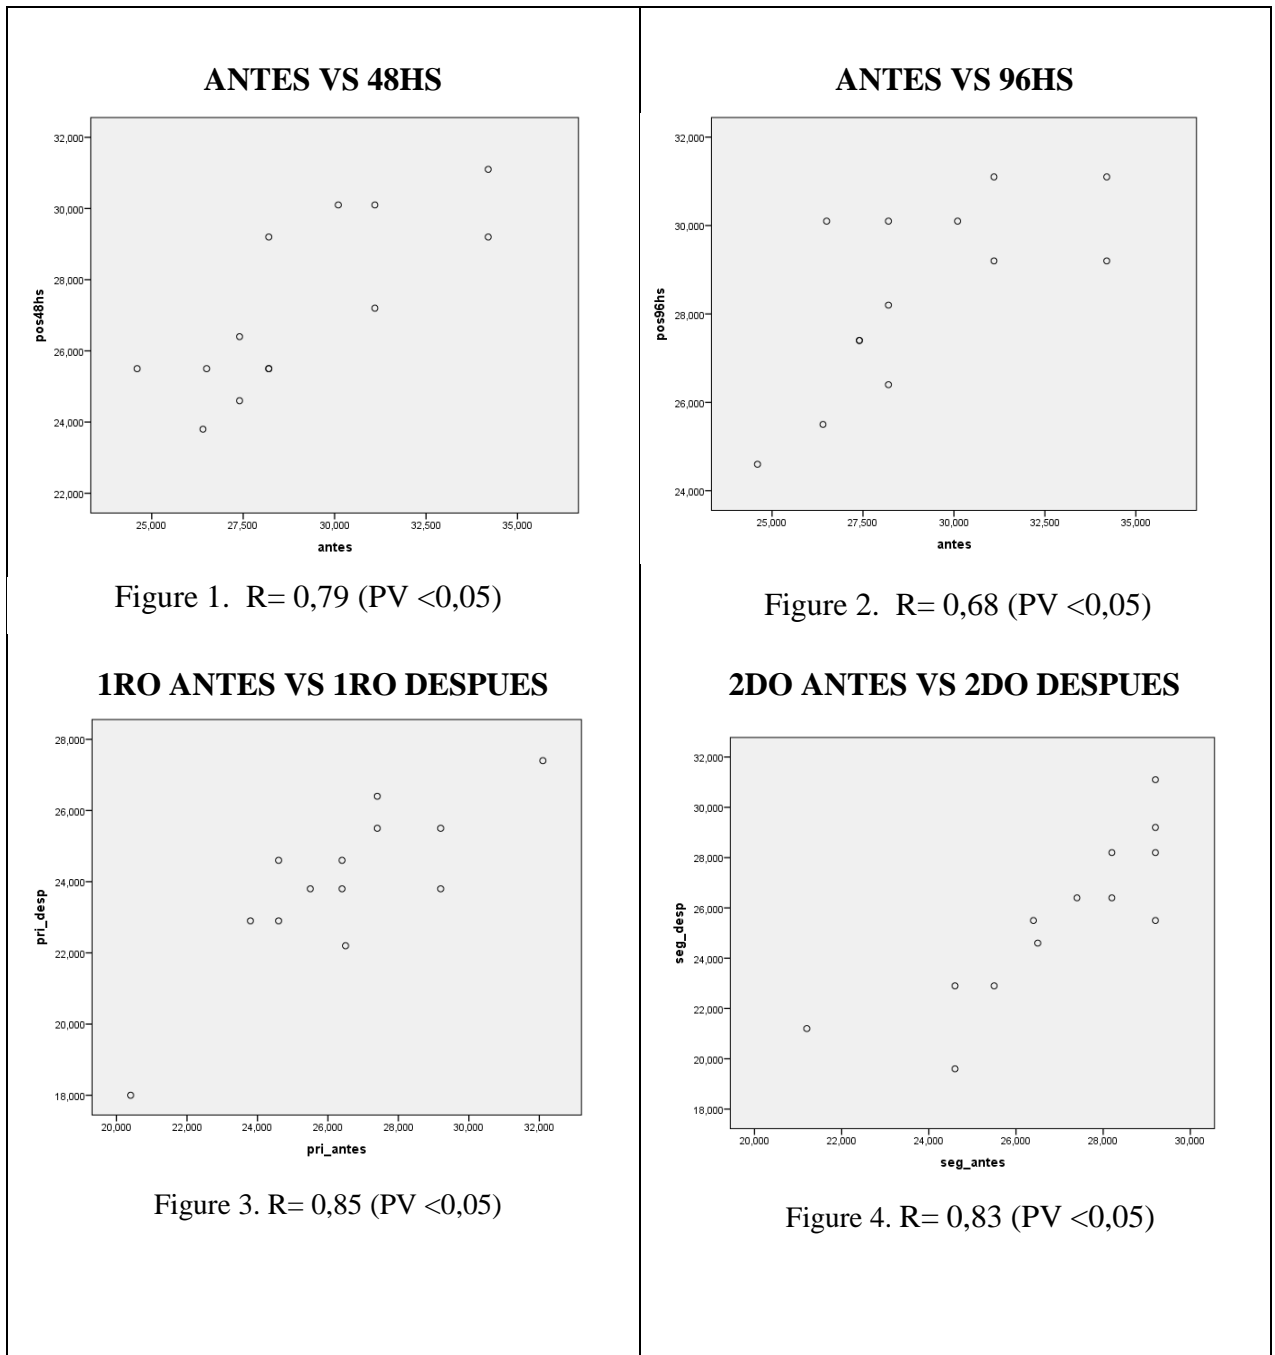 ANTES VS 48HS
32,000
30,000
28,000
26,000
24,000
22,000
pos48hs
25,000 27,500 30,000 32,500 35,000
antes
Figure 1. R= 0,79 (PV <0,05)
ANTES VS 96HS
32,000
30,000
28,000
26,000
24,000
pos96hs
25,000 27,500 30,000 32,500 35,000
antes
Figure 2. R= 0,68 (PV <0,05)
1RO ANTES VS 1RO DESPUES
28,000
26,000
24,000
22,000
20,000
18,000
pri_desp
20,000 22,000 24,000 26,000 28,000 30,000 32,000
pri_antes
Figure 3. R= 0,85 (PV <0,05)
2DO ANTES VS 2DO DESPUES
32,000
30,000
28,000
26,000
24,000
22,000
20,000
18,000
seg_desp
20,000 22,000 24,000 26,000 28,000 30,000
seg_antes
Figure 4. R= 0,83 (PV <0,05)